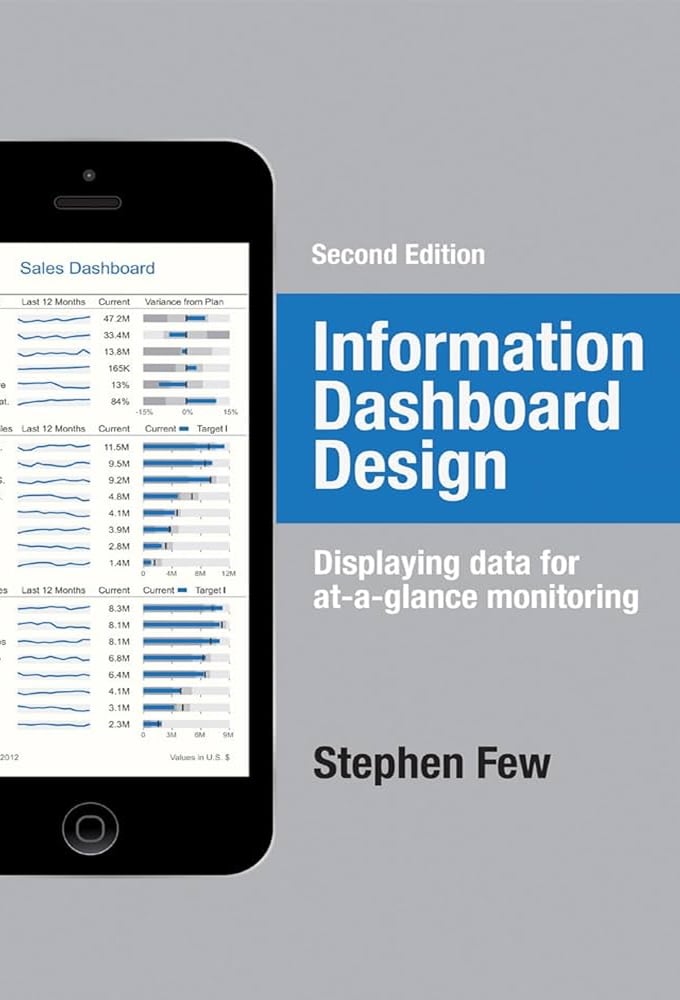 Second Edition
Information
Dashboard
Design
Displaying data for
at-a-glance monitoring
Stephen Few
Sales Dashboard
Last 12 Months Current Variance from Plan
47.2M
33.4M
13.8M
165K
13%
84%
-15% 0% 15%
Last 12 Months Current Current Target
11.5M
9.5M
9.2M
4.8M
4.1M
3.9M
2.8M
1.4M
0 4M 8M 12M
Last 12 Months Current Current Target
8.3M
8.1M
8.1M
6.8M
6.4M
4.1M
3.1M
2.3M
0 3M 6M 9M
2012 Values in U.S. $